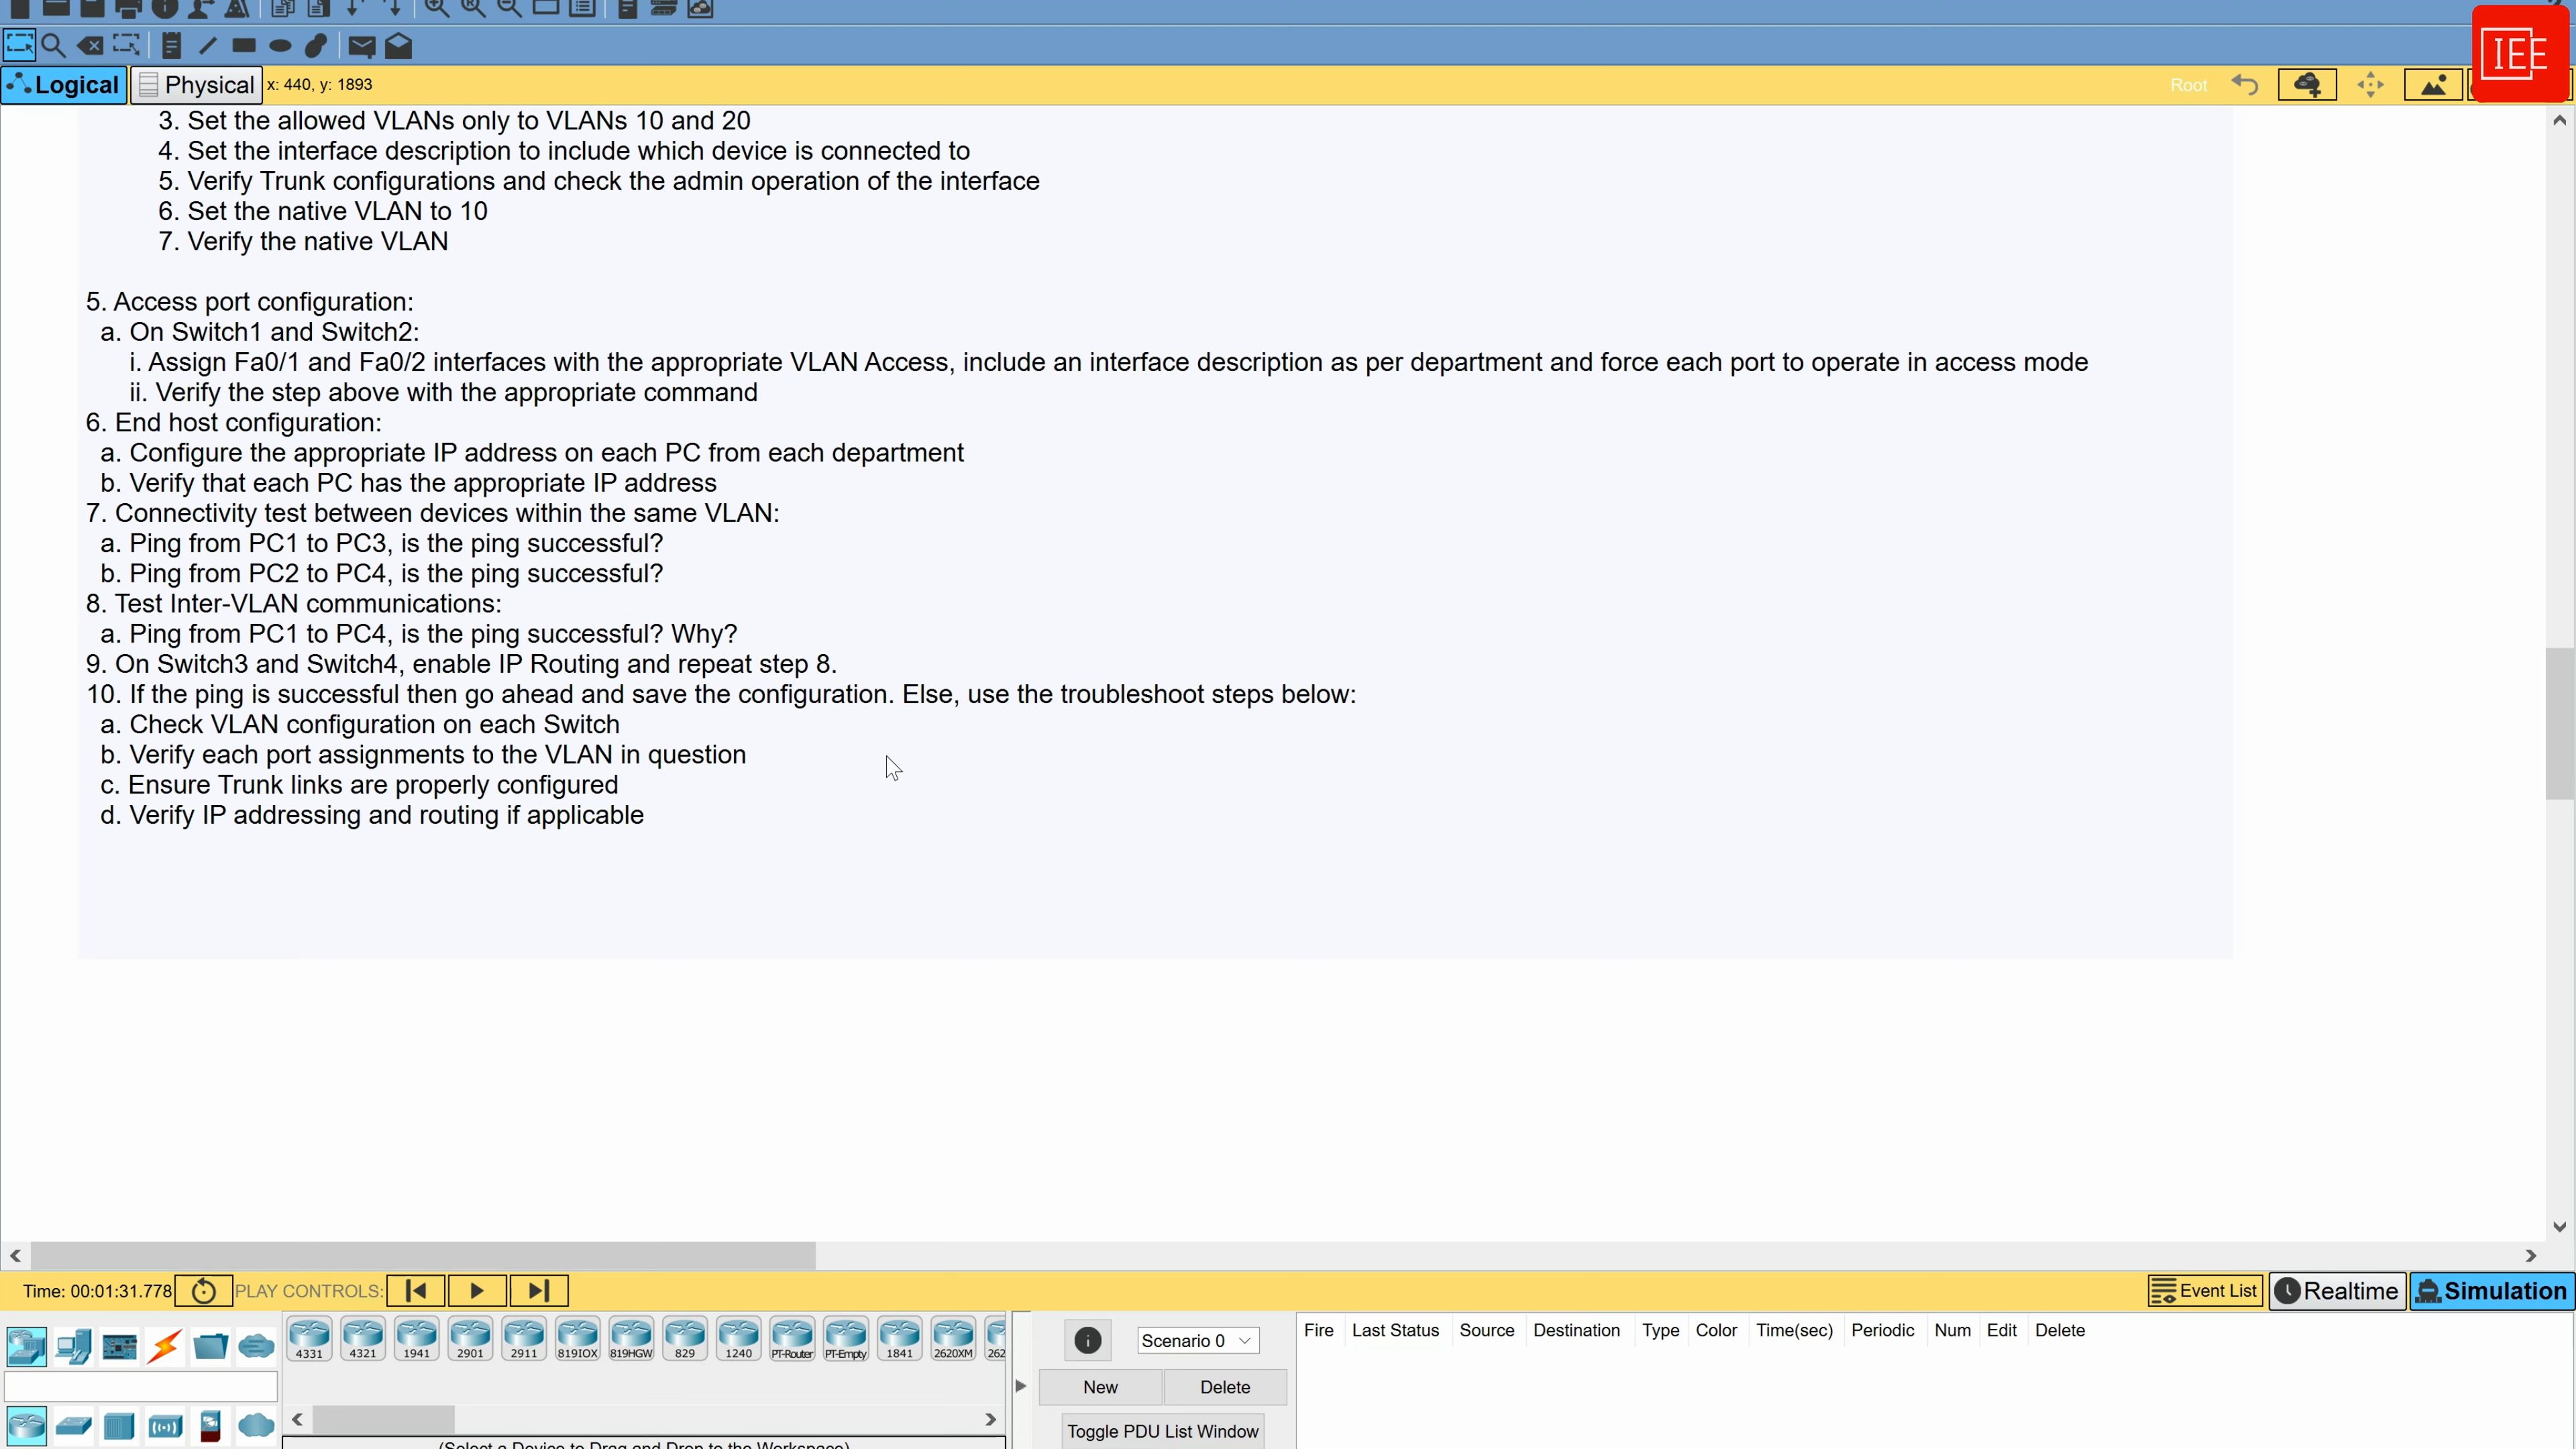 IEE
Logical
Physical
x: 440, y: 1893
Root
3. Set the allowed VLANs only to VLANs 10 and 20
4. Set the interface description to include which device is connected to
5. Verify Trunk configurations and check the admin operation of the interface
6. Set the native VLAN to 10
7. Verify the native VLAN
5. Access port configuration:
a. On Switch1 and Switch2:
i. Assign Fa0/1 and Fa0/2 interfaces with the appropriate VLAN Access, include an interface description as per department and force each port to operate in access mode
ii. Verify the step above with the appropriate command
6. End host configuration:
a. Configure the appropriate IP address on each PC from each department
b. Verify that each PC has the appropriate IP address
7. Connectivity test between devices within the same VLAN:
a. Ping from PC1 to PC3, is the ping successful?
b. Ping from PC2 to PC4, is the ping successful?
8. Test Inter-VLAN communications:
a. Ping from PC1 to PC4, is the ping successful? Why?
9. On Switch3 and Switch4, enable IP Routing and repeat step 8.
10. If the ping is successful then go ahead and save the configuration. Else, use the troubleshoot steps below:
a. Check VLAN configuration on each Switch
b. Verify each port assignments to the VLAN in question
c. Ensure Trunk links are properly configured
d. Verify IP addressing and routing if applicable
Time: 00:01:31.778
PLAY CONTROLS:
Event List
Realtime
Simulation
4331 4321 1941 2901 2911 819IOX 819HGW 829 1240 PT-Router PT-Empty 1841 2620XM 262
Scenario 0
New
Delete
Toggle PDU List Window
Fire Last Status Source Destination Type Color Time(sec) Periodic Num Edit Delete
(Select a Device to Drag and Drop to the Workspace)